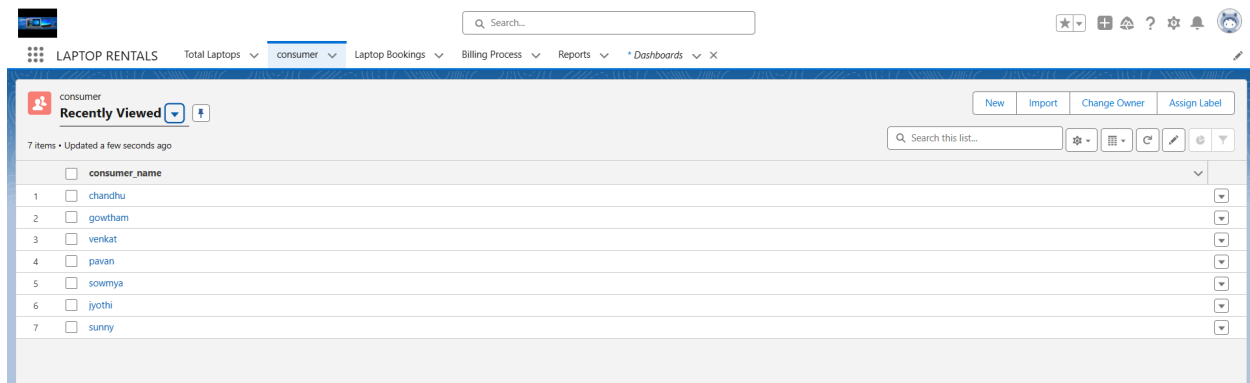 Search...
LAPTOP RENTALS Total Laptops consumer Laptop Bookings Billing Process Reports * Dashboards
consumer
Recently Viewed
New Import Change Owner Assign Label
7 items • Updated a few seconds ago
Search this list...
consumer_name
1 chandhu
2 gowtham
3 venkat
4 pavan
5 sowmya
6 jyothi
7 sunny